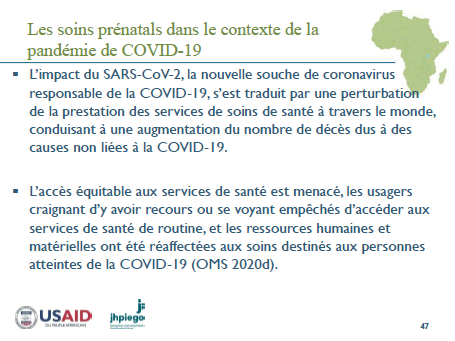 Les soins prénatals dans le contexte de la
pandémie de COVID-19
▪ L'impact du SARS-CoV-2, la nouvelle souche de coronavirus
responsable de la COVID-19, s'est traduit par une perturbation
de la prestation des services de soins de santé à travers le monde,
conduisant à une augmentation du nombre de décès dus à des
causes non liées à la COVID-19.
▪ L'accès équitable aux services de santé est menacé, les usagers
craignant d'y avoir recours ou se voyant empêchés d'accéder aux
services de santé de routine, et les ressources humaines et
matérielles ont été réaffectées aux soins destinés aux personnes
atteintes de la COVID-19 (OMS 2020d).
USAID
jhpiego
47